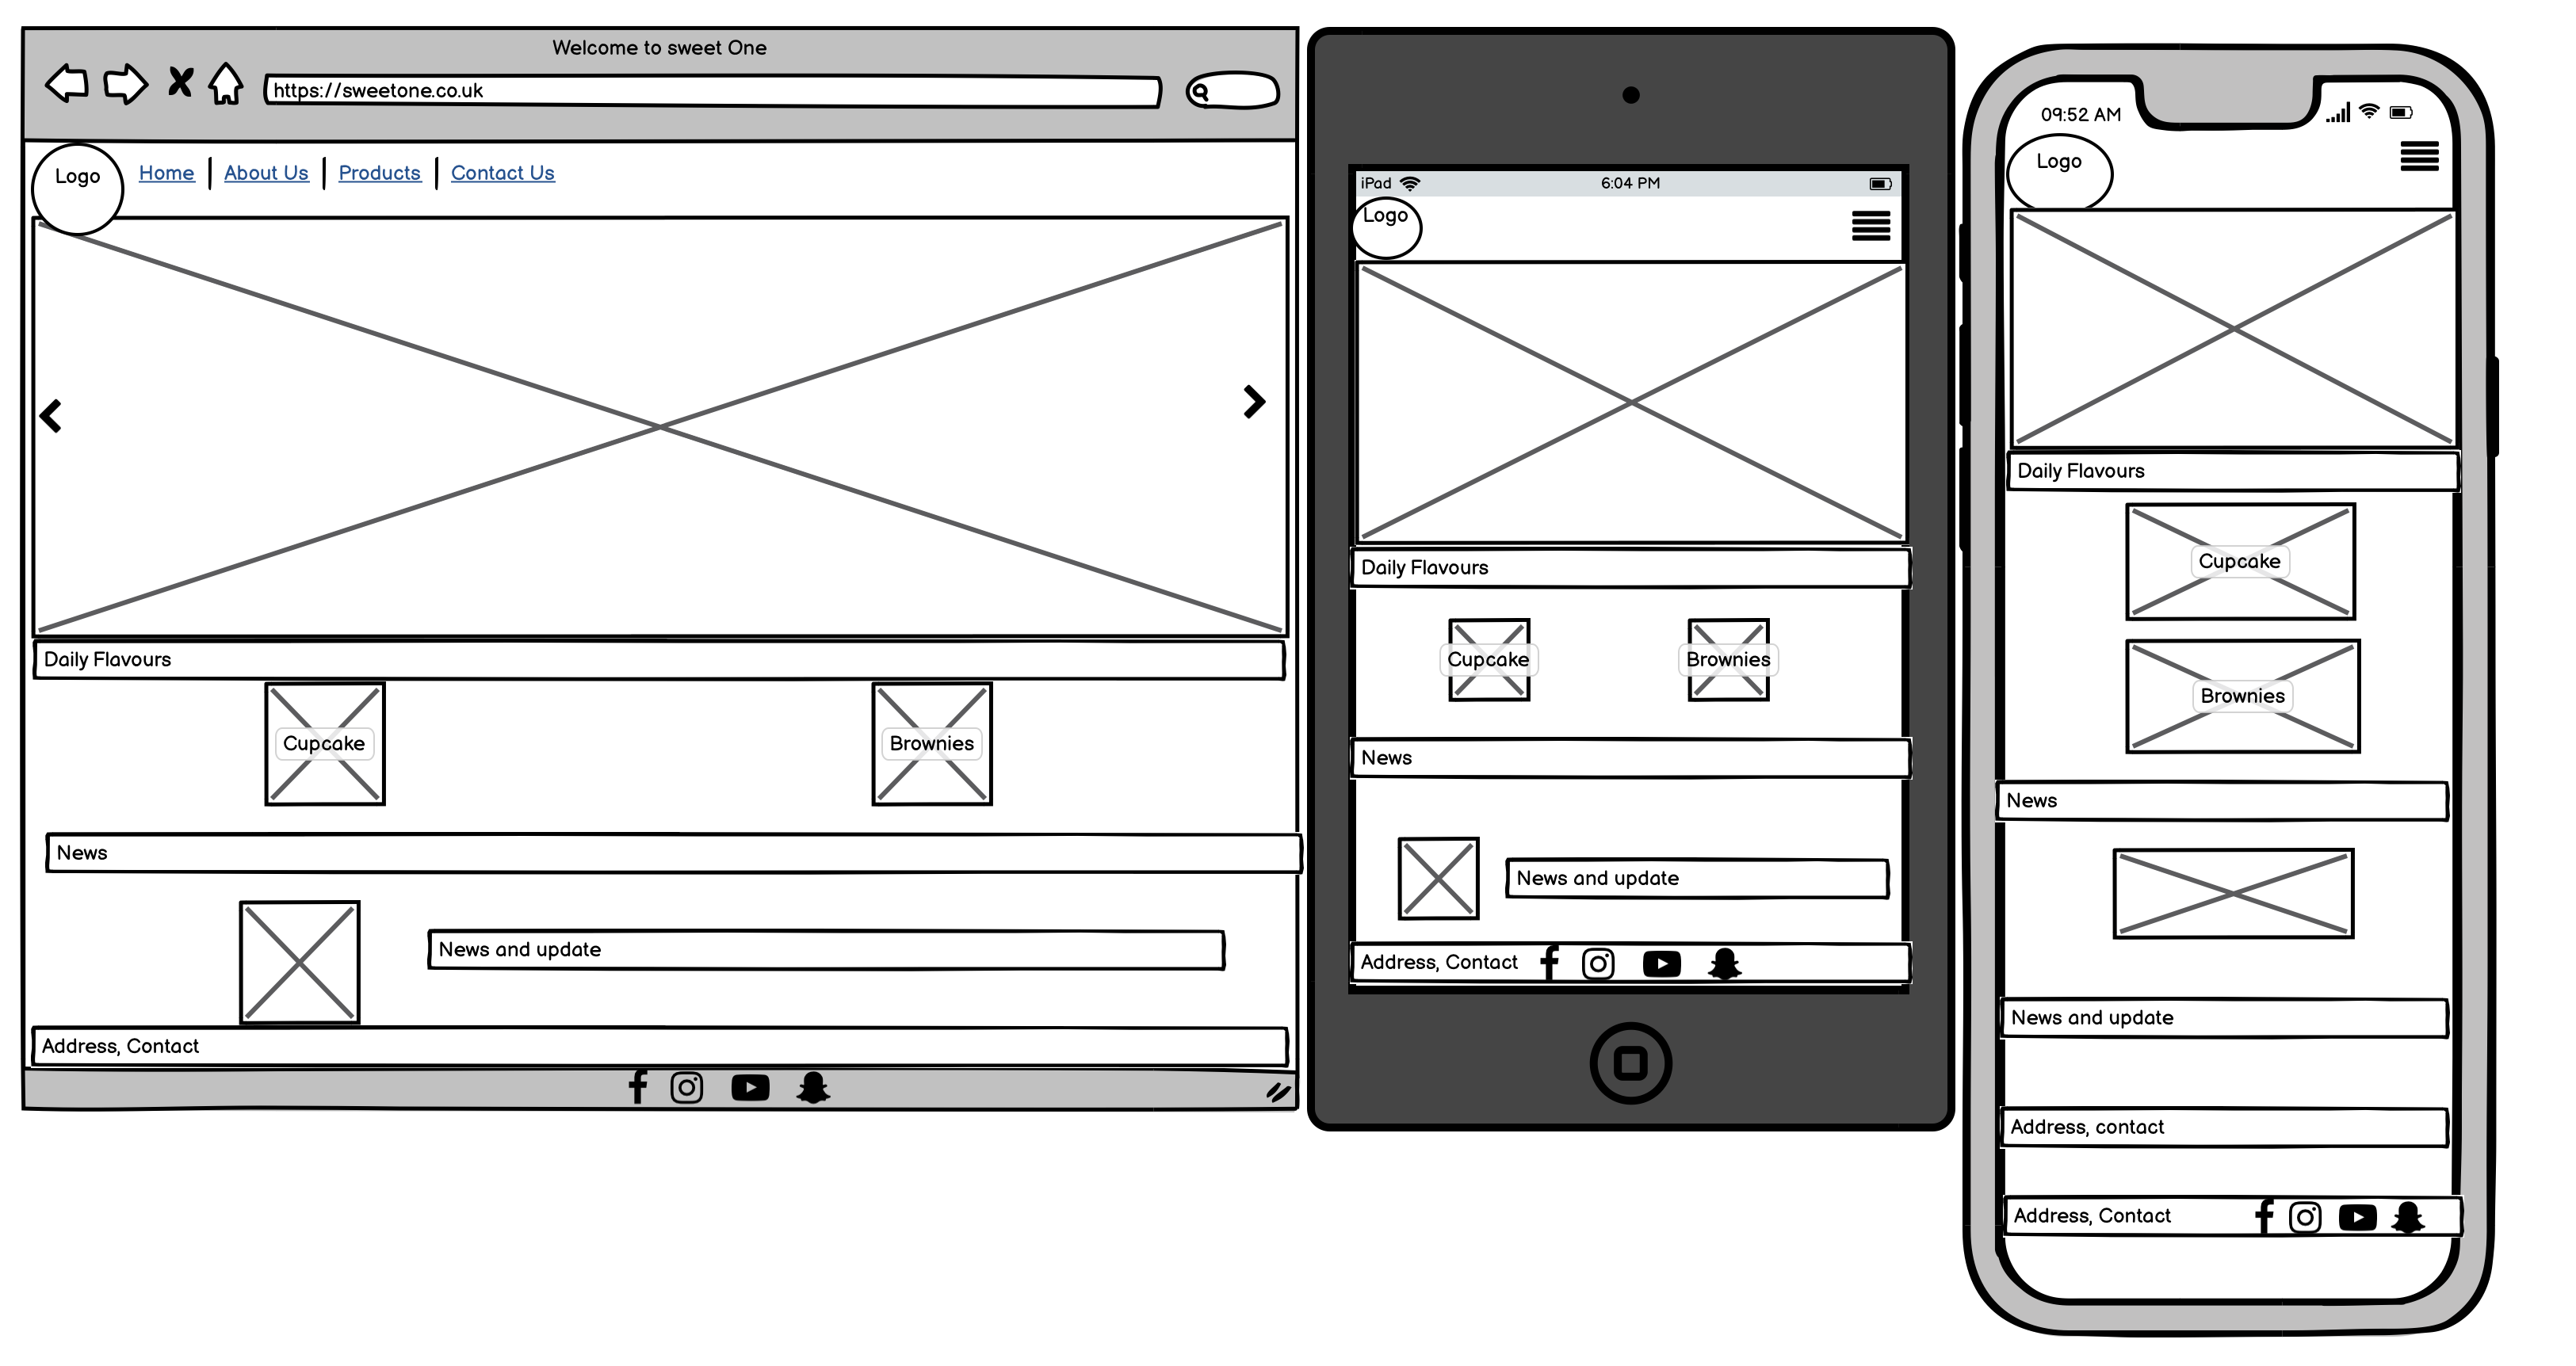 Welcome to sweet One
https://sweetone.co.uk
Logo
Home | About Us | Products | Contact Us
Daily Flavours
Cupcake
Brownies
News
News and update
Address, Contact
iPad
6:04 PM
Logo
Daily Flavours
Cupcake
Brownies
News
News and update
Address, Contact
09:52 AM
Logo
Daily Flavours
Cupcake
Brownies
News
News and update
Address, contact
Address, Contact